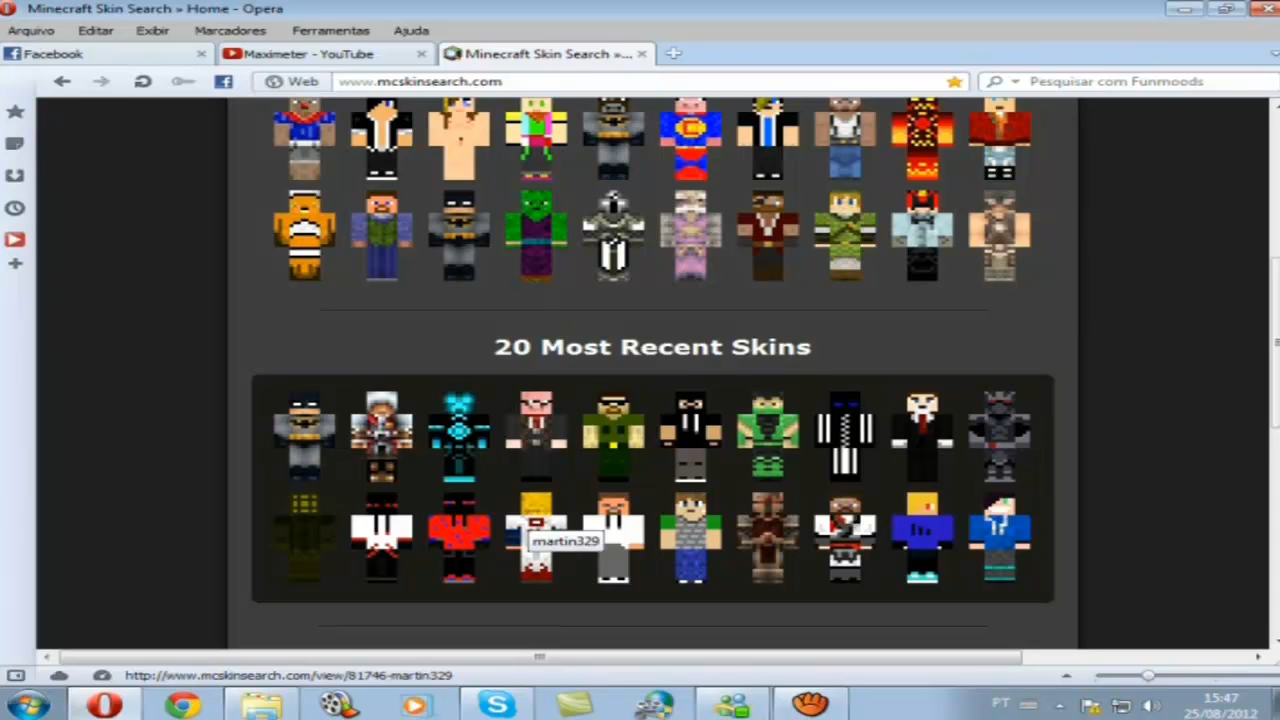 Minecraft Skin Search » Home - Opera
Arquivo Editar Exibir Marcadores Ferramentas Ajuda
Facebook Maximeter - YouTube Minecraft Skin Search »...
Web www.mcskinsearch.com Pesquisar com Funmoods
20 Most Recent Skins
martin329
http://www.mcskinsearch.com/view/81746-martin329
PT 15:47
25/08/2012